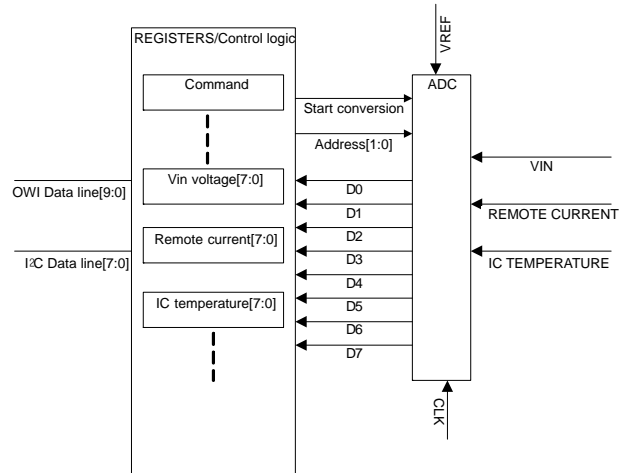 REGISTERS/Control logic
Command
Start conversion
Address[1:0]
Vin voltage[7:0]
Remote current[7:0]
IC temperature[7:0]
OWI Data line[9:0]
I²C Data line[7:0]
D0
D1
D2
D3
D4
D5
D6
D7
VREF
ADC
VIN
REMOTE CURRENT
IC TEMPERATURE
CLK